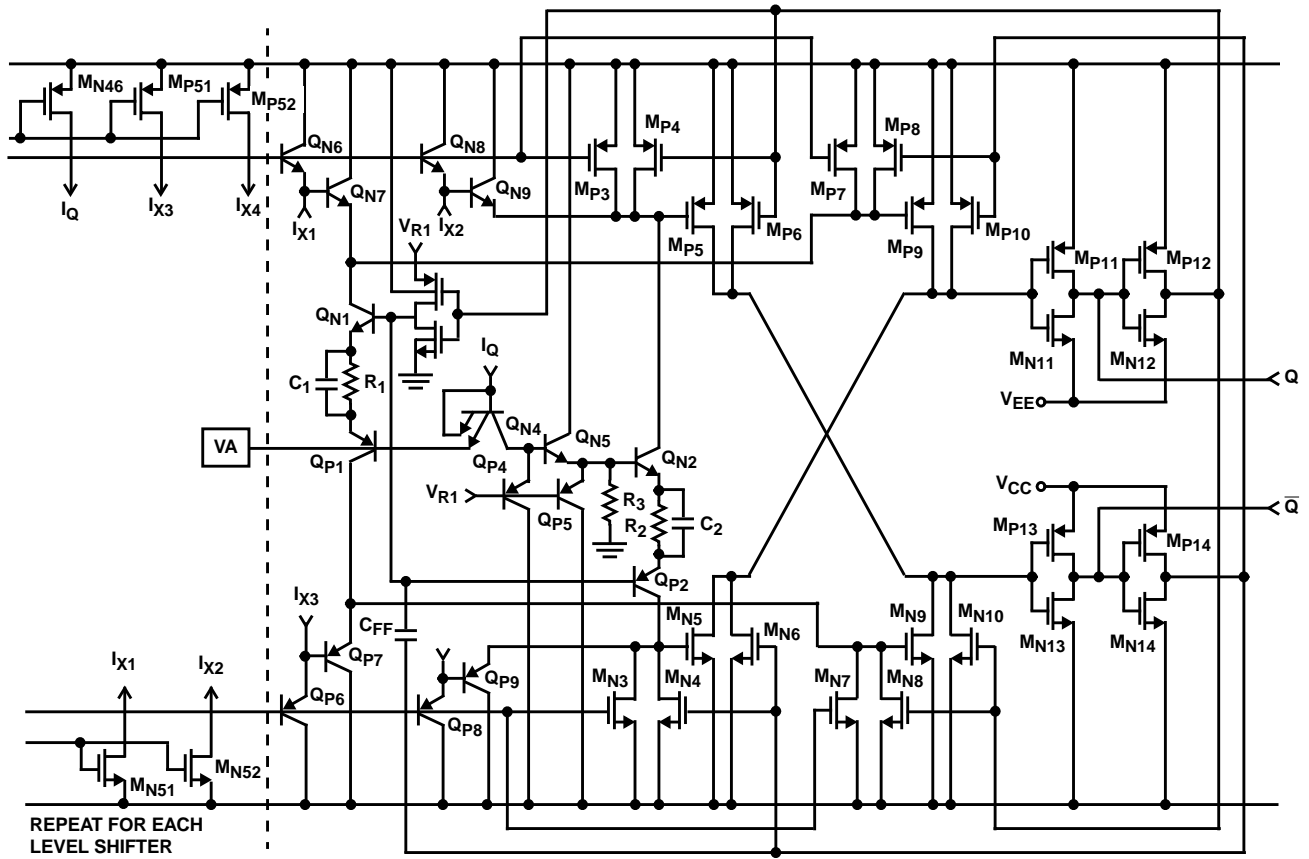 MN46
MP51
MP52
IQ
IX3
IX4
QN6
QN7
IX1
QN8
QN9
IX2
VR1
MP4
MP3
MP5
MP6
MP8
MP7
MP9
MP10
MP11
MP12
MN11
MN12
VEE
Q
QN1
C1
R1
IQ
QN4
QN5
QN2
VA
QP1
QP4
VR1
QP5
R3
R2
C2
QP2
VCC
Q̅
MP13
MP14
MN13
MN14
IX3
CFF
QP7
QP6
QP9
QP8
MN5
MN6
MN3
MN4
MN9
MN10
MN7
MN8
IX1
IX2
MN51
MN52
REPEAT FOR EACH
LEVEL SHIFTER